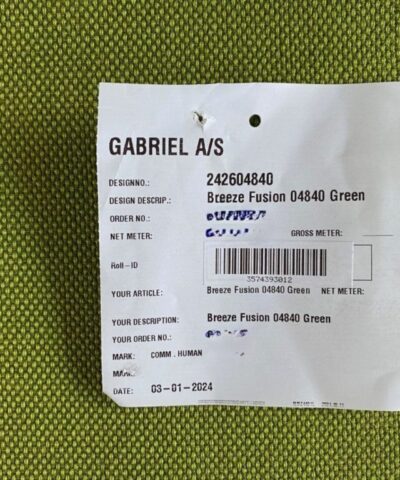 GABRIEL A/S
DESIGNNO.: 242604840
DESIGN DESCRIP.: Breeze Fusion 04840 Green
ORDER NO.:
NET METER: GROSS METER:
Roll-ID
3574393012
YOUR ARTICLE: Breeze Fusion 04840 Green NET METER:
YOUR DESCRIPTION: Breeze Fusion 04840 Green
YOUR ORDER NO.:
MARK: COMM. HUMAN
DATE: 03-01-2024